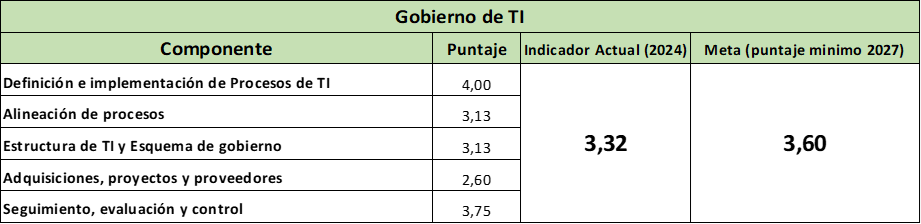 Gobierno de TI
Componente Puntaje Indicador Actual (2024) Meta (puntaje minimo 2027)
Definición e implementación de Procesos de TI 4,00
Alineación de procesos 3,13
Estructura de TI y Esquema de gobierno 3,13 3,32 3,60
Adquisiciones, proyectos y proveedores 2,60
Seguimiento, evaluación y control 3,75